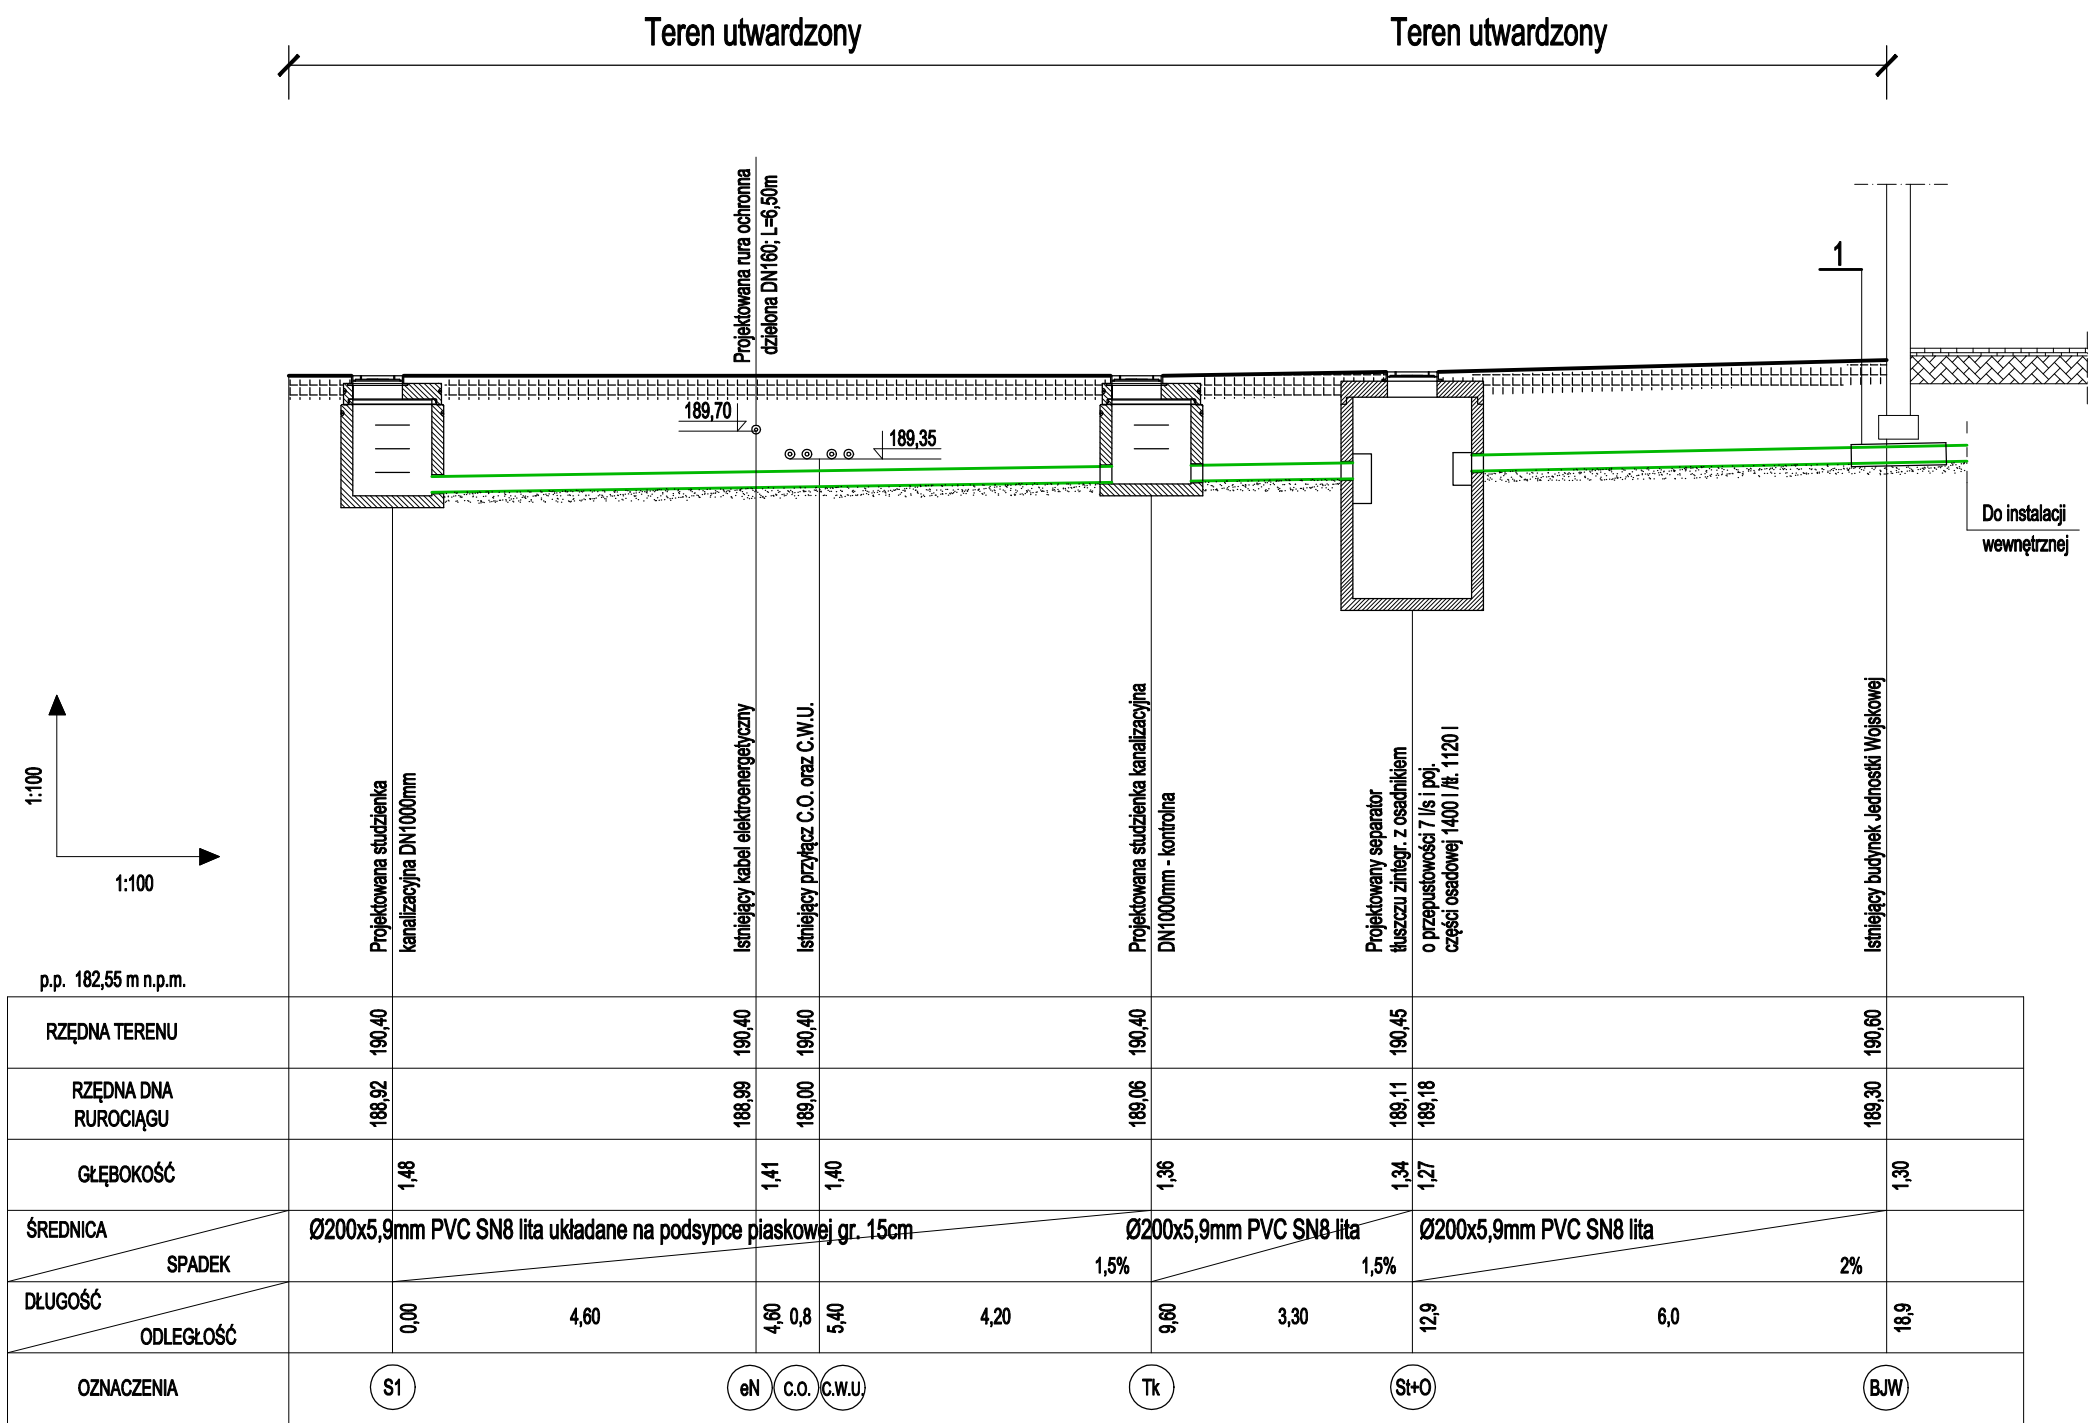 Teren utwardzony
Teren utwardzony
Projektowana rura ochronna
dzielona DN160; L=6,50m
1
189,70
189,35
Do instalacji
wewnętrznej
1:100
1:100
Projektowana studzienka
kanalizacyjna DN1000mm
Istniejący kabel elektroenergetyczny
Istniejący przyłącz C.O. oraz C.W.U.
Projektowana studzienka kanalizacyjna
DN1000mm - kontrolna
Projektowany separator
tłuszczu zintegr. z osadnikiem
o przepustowości 7 l/s i poj.
części osadowej 1400 l /tł. 1120 l
Istniejący budynek Jednostki Wojskowej
p.p. 182,55 m n.p.m.
RZĘDNA TERENU
190,40
190,40
190,40
190,40
190,45
190,60
RZĘDNA DNA
RUROCIĄGU
188,92
188,99
189,00
189,06
189,11
189,18
189,30
GŁĘBOKOŚĆ
1,48
1,41
1,40
1,36
1,34
1,27
1,30
ŚREDNICA
SPADEK
Ø200x5,9mm PVC SN8 lita układane na podsypce piaskowej gr. 15cm
1,5%
Ø200x5,9mm PVC SN8 lita
1,5%
Ø200x5,9mm PVC SN8 lita
2%
DŁUGOŚĆ
ODLEGŁOŚĆ
0,00
4,60
4,60
0,8
5,40
4,20
9,60
3,30
12,9
6,0
18,9
OZNACZENIA
S1
eN
C.O.
C.W.U.
Tk
St+O
BJW